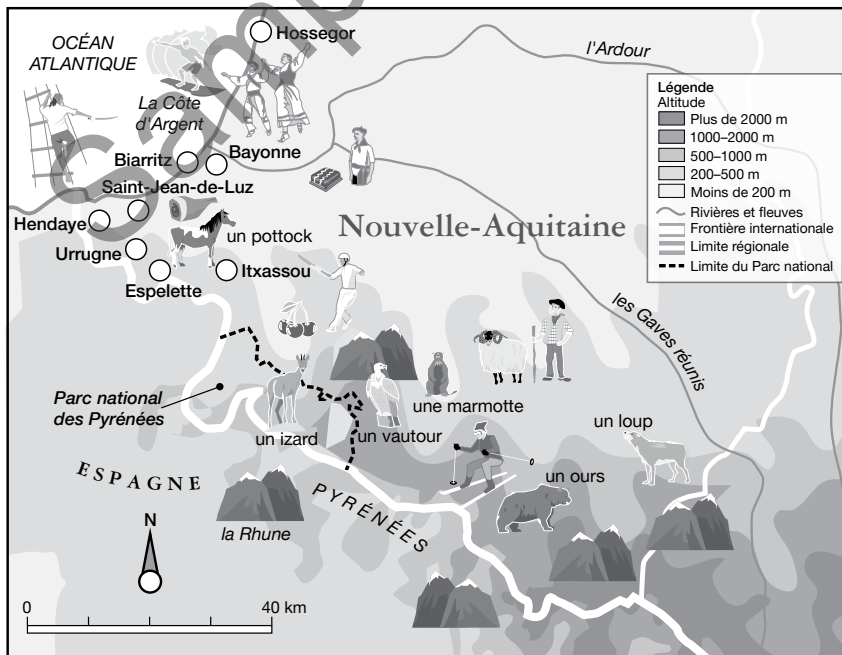 OCÉAN
ATLANTIQUE
Hossegor
l'Ardour
La Côte
d'Argent
Biarritz
Bayonne
Saint-Jean-de-Luz
Hendaye
Urrugne
un pottock
Espelette
Itxassou
Nouvelle-Aquitaine
Légende
Altitude
Plus de 2000 m
1000–2000 m
500–1000 m
200–500 m
Moins de 200 m
Rivières et fleuves
Frontière internationale
Limite régionale
Limite du Parc national
les Gaves réunis
Parc national
des Pyrénées
un izard
un vautour
une marmotte
un loup
un ours
ESPAGNE
PYRÉNÉES
la Rhune
N
0
40 km